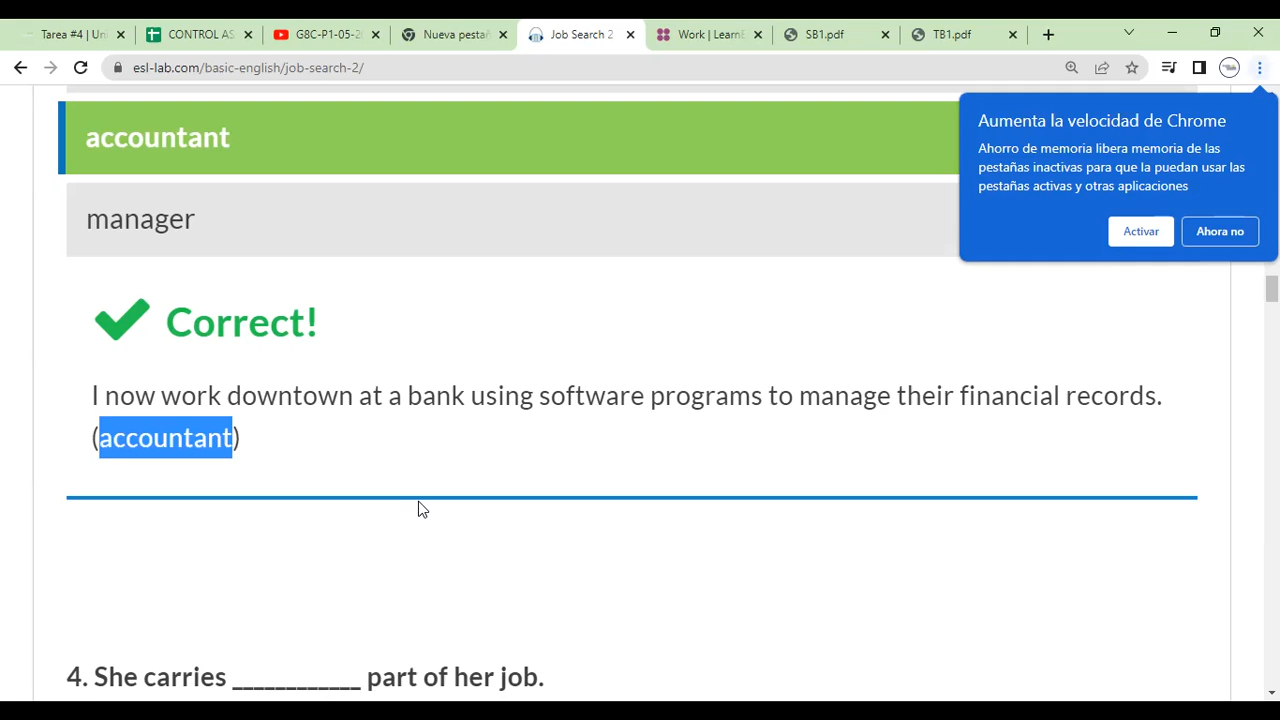 Tarea #4 | Un
CONTROL AS
G8C-P1-05-2
Nueva pestañ
Job Search 2
Work | LearnE
SB1.pdf
TB1.pdf
esl-lab.com/basic-english/job-search-2/
accountant
manager
Aumenta la velocidad de Chrome
Ahorro de memoria libera memoria de las
pestañas inactivas para que la puedan usar las
pestañas activas y otras aplicaciones
Activar
Ahora no
Correct!
I now work downtown at a bank using software programs to manage their financial records.
(accountant)
4. She carries ____________ part of her job.